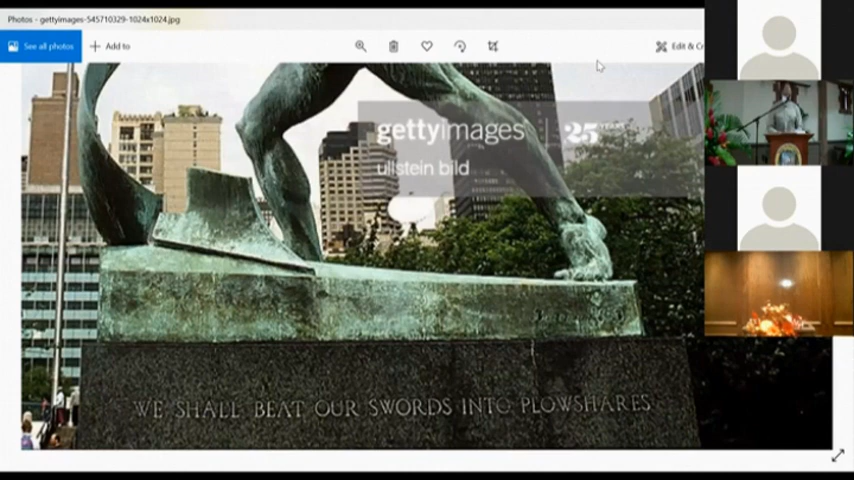 Photos - gettyimages-545710329-1024x1024.jpg
See all photos
Add to
Edit & Cr
gettyimages
25 YEARS
ullstein bild
WE SHALL BEAT OUR SWORDS INTO PLOWSHARES